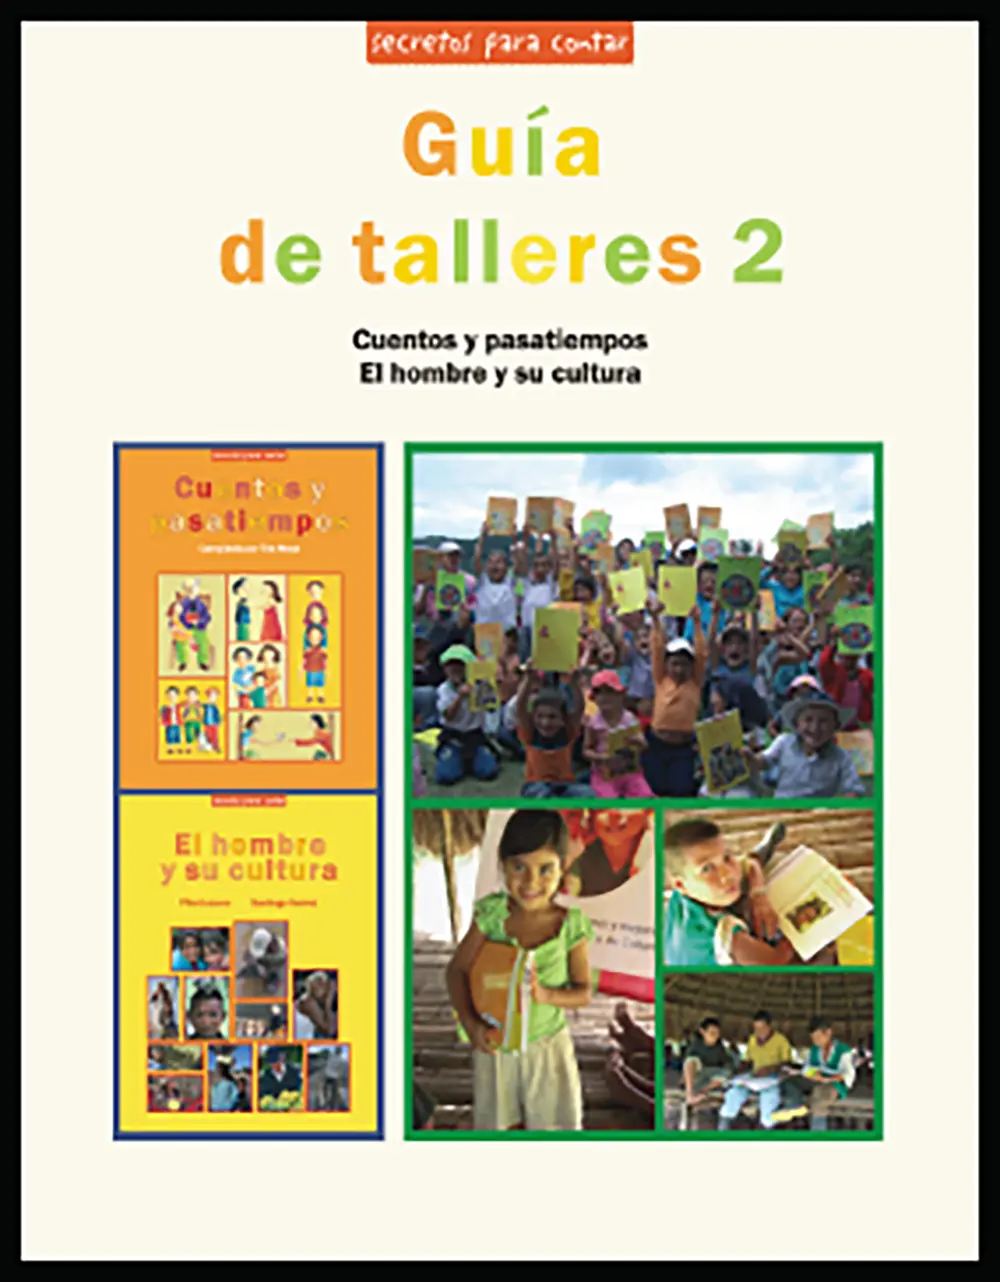 secretos para contar
Guía
de talleres 2
Cuentos y pasatiempos
El hombre y su cultura
Cuentos y
pasatiempos
El hombre
y su cultura